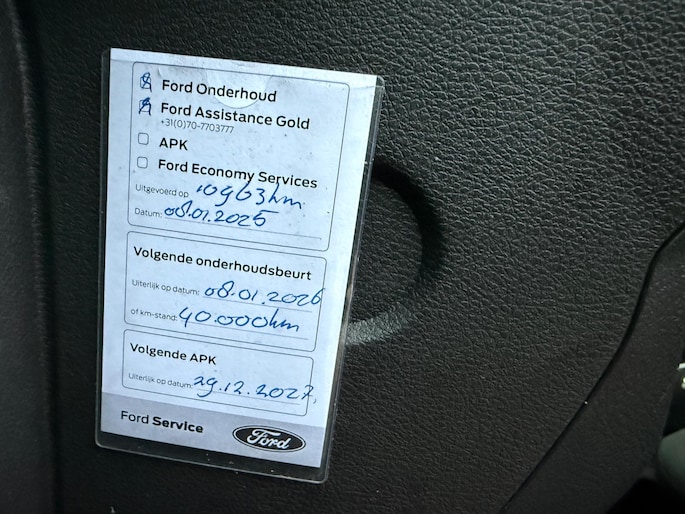 Ford Onderhoud
Ford Assistance Gold
+31(0)70-7703777
APK
Ford Economy Services
Uitgevoerd op 10963km
Datum: 08.01.2025
Volgende onderhoudsbeurt
Uiterlijk op datum: 08.01.2026
of km-stand: 40.000km
Volgende APK
Uiterlijk op datum: 29.12.2027,
Ford Service
Ford